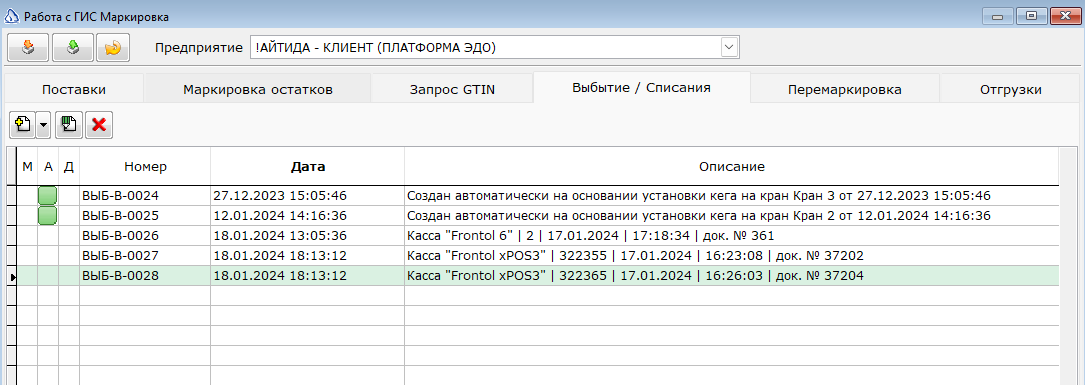 Работа с ГИС Маркировка
Предприятие !АЙТИДА - КЛИЕНТ (ПЛАТФОРМА ЭДО)
Поставки Маркировка остатков Запрос GTIN Выбытие / Списания Перемаркировка Отгрузки
М А Д Номер Дата Описание
ВЫБ-В-0024 27.12.2023 15:05:46 Создан автоматически на основании установки кега на кран Кран 3 от 27.12.2023 15:05:46
ВЫБ-В-0025 12.01.2024 14:16:36 Создан автоматически на основании установки кега на кран Кран 2 от 12.01.2024 14:16:36
ВЫБ-В-0026 18.01.2024 13:05:36 Касса "Frontol 6" | 2 | 17.01.2024 | 17:18:34 | док. № 361
ВЫБ-В-0027 18.01.2024 18:13:12 Касса "Frontol xPOS3" | 322355 | 17.01.2024 | 16:23:08 | док. № 37202
ВЫБ-В-0028 18.01.2024 18:13:12 Касса "Frontol xPOS3" | 322365 | 17.01.2024 | 16:26:03 | док. № 37204